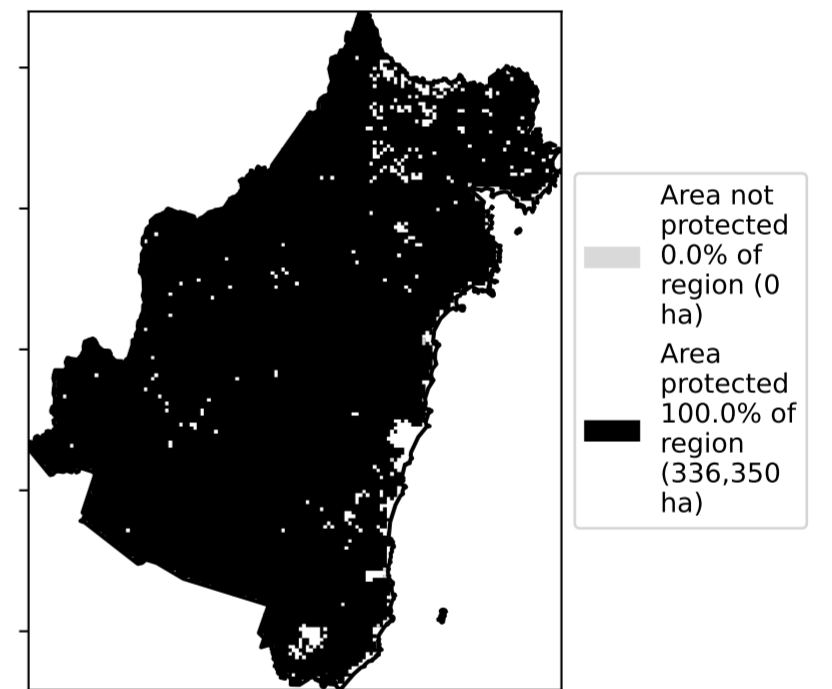 Area not
protected
0.0% of
region (0
ha)
Area
protected
100.0% of
region
(336,350
ha)